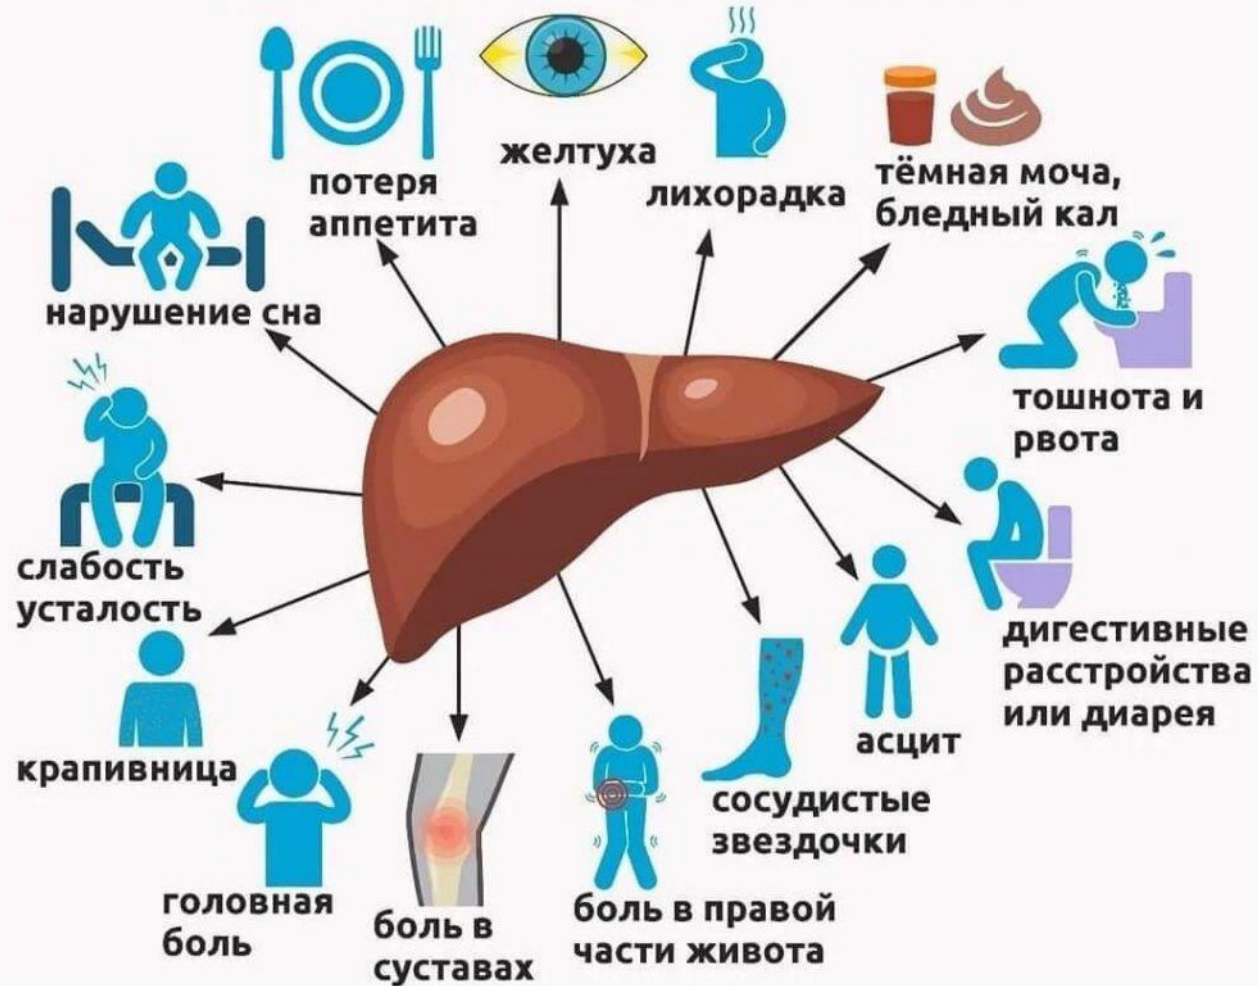 желтуха
потеря
аппетита
лихорадка
тёмная моча,
бледный кал
нарушение сна
тошнота и
рвота
слабость
усталость
дигестивные
расстройства
или диарея
крапивница
асцит
сосудистые
звездочки
головная
боль
боль в
суставах
боль в правой
части живота